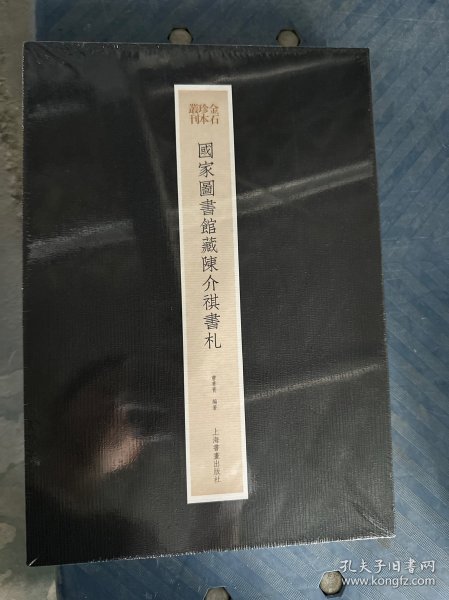 金石
珍本
叢刊
國家圖書館藏陳介祺書札
編著
上海書畫出版社
孔夫子旧书网
www.kongfz.com